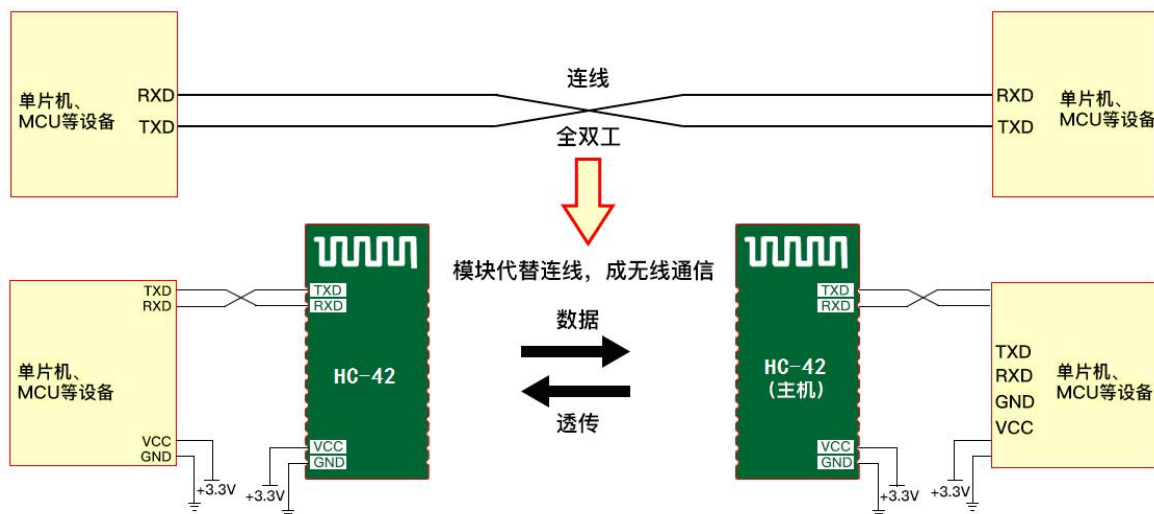 单片机、
MCU等设备
RXD
TXD
连线
全双工
RXD
TXD
单片机、
MCU等设备
模块代替连线，成无线通信
单片机、
MCU等设备
TXD
RXD
VCC
GND
+3.3V
TXD
RXD
HC-42
VCC
GND
+3.3V
数据
透传
TXD
RXD
HC-42
(主机)
VCC
GND
+3.3V
TXD
RXD
GND
VCC
单片机、
MCU等设备
+3.3V